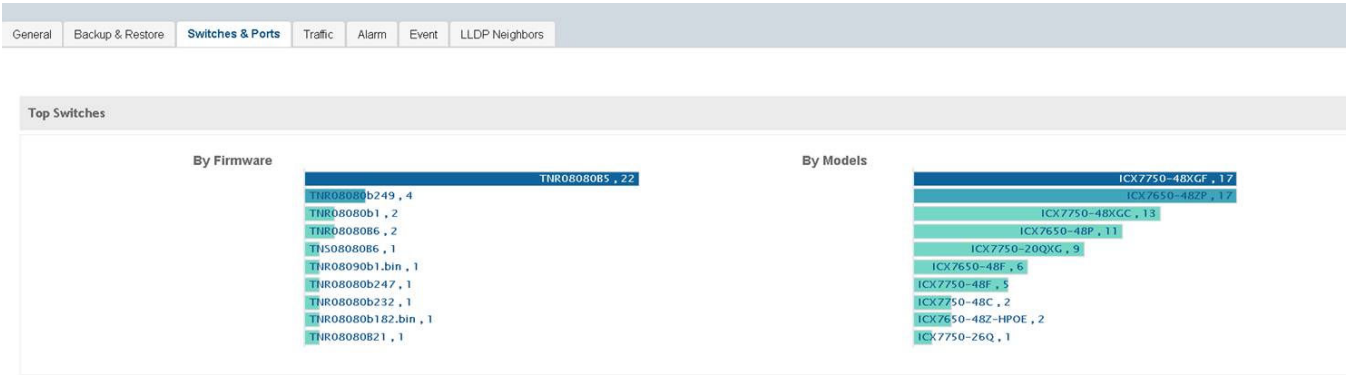 General Backup & Restore Switches & Ports Traffic Alarm Event LLDP Neighbors
Top Switches
By Firmware
TNR08080B5 , 22
TNR08080b249 , 4
TNR08080b1 , 2
TNR08080B6 , 2
TNS08080B6 , 1
TNR08090b1.bin , 1
TNR08080b247 , 1
TNR08080b232 , 1
TNR08080b182.bin , 1
TNR08080B21 , 1
By Models
ICX7750-48XGF , 17
ICX7650-48ZP , 17
ICX7750-48XGC , 13
ICX7650-48P , 11
ICX7750-20QXG , 9
ICX7650-48F , 6
ICX7750-48F , 5
ICX7750-48C , 2
ICX7650-48Z-HPOE , 2
ICX7750-26Q , 1